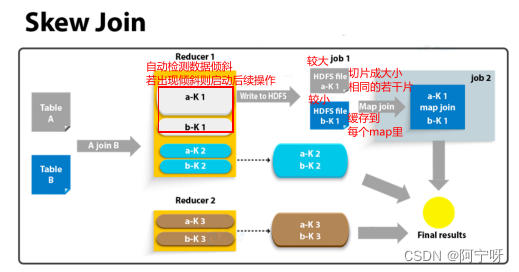 Skew Join
Reducer 1
自动检测数据倾斜
若出现倾斜则启动后续操作
a-K 1
b-K 1
a-K 2
b-K 2
Table
A
Table
B
A join B
Write to HDFS
较大
job 1
HDFS file
a-K 1
切片成大小
相同的若干片
较小
HDFS file
b-K 1
Map join
缓存到
每个map里
job 2
a-K 1
map join
b-K 1
a-K 2
b-K 2
Reducer 2
a-K 3
b-K 3
a-K 3
b-K 3
Final results
CSDN @阿宁呀